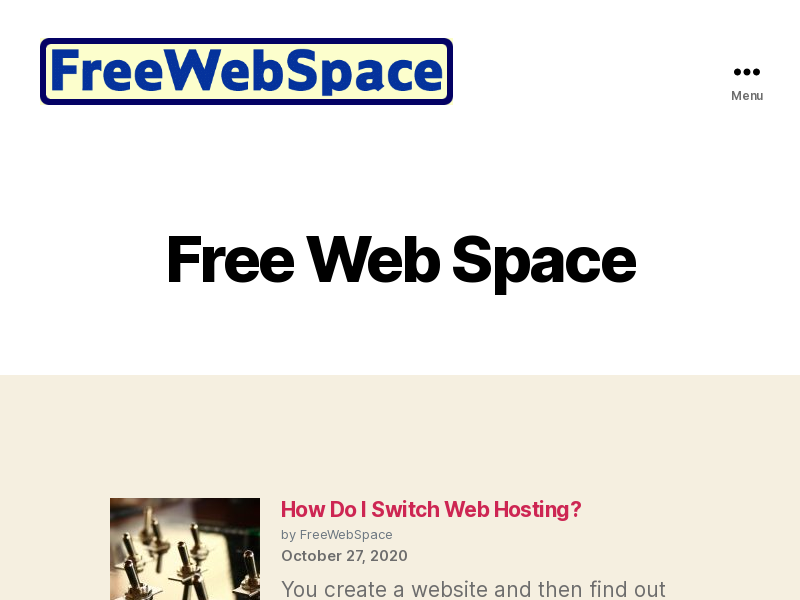 FreeWebSpace
Menu
Free Web Space
How Do I Switch Web Hosting?
by FreeWebSpace
October 27, 2020
You create a website and then find out